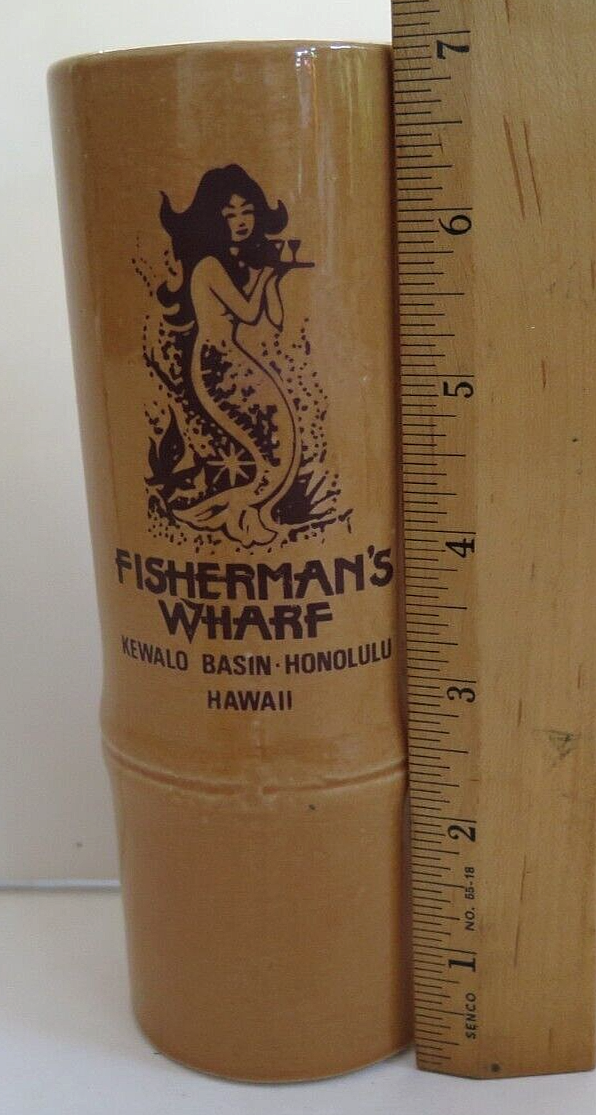 FISHERMAN'S
WHARF
KEWALO BASIN·HONOLULU
HAWAII
7
6
5
4
3
2
1
NO. 55-18
SENCO